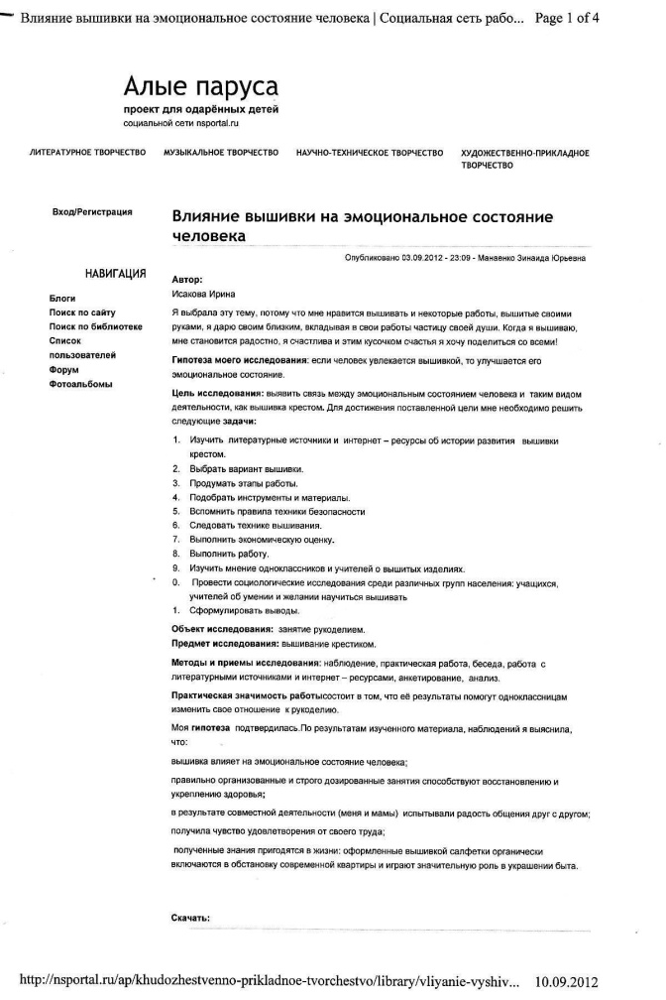 Влияние вышивки на эмоциональное состояние человека | Социальная сеть рабо... Page 1 of 4
Алые паруса
проект для одарённых детей
социальной сети nsportal.ru
ЛИТЕРАТУРНОЕ ТВОРЧЕСТВО МУЗЫКАЛЬНОЕ ТВОРЧЕСТВО НАУЧНО-ТЕХНИЧЕСКОЕ ТВОРЧЕСТВО ХУДОЖЕСТВЕННО-ПРИКЛАДНОЕ
ТВОРЧЕСТВО
Вход/Регистрация
НАВИГАЦИЯ
Блоги
Поиск по сайту
Поиск по библиотеке
Список
пользователей
Форум
Фотоальбомы
Влияние вышивки на эмоциональное состояние
человека
Опубликовано 03.09.2012 - 23:09 - Манаенко Зинаида Юрьевна
Автор:
Исакова Ирина
Я выбрала эту тему, потому что мне нравится вышивать и некоторые работы, вышитые своими
руками, я дарю своим близким, вкладывая в свои работы частицу своей души. Когда я вышиваю,
мне становится радостно, я счастлива и этим кусочком счастья я хочу поделиться со всеми!
Гипотеза моего исследования: если человек увлекается вышивкой, то улучшается его
эмоциональное состояние.
Цель исследования: выявить связь между эмоциональным состоянием человека и таким видом
деятельности, как вышивка крестом. Для достижения поставленной цели мне необходимо решить
следующие задачи:
1. Изучить литературные источники и интернет – ресурсы об истории развития вышивки
крестом.
2. Выбрать вариант вышивки.
3. Продумать этапы работы.
4. Подобрать инструменты и материалы.
5. Вспомнить правила техники безопасности
6. Следовать технике вышивания.
7. Выполнить экономическую оценку.
8. Выполнить работу.
9. Изучить мнение одноклассников и учителей о вышитых изделиях.
0. Провести социологические исследования среди различных групп населения: учащихся,
учителей об умении и желании научиться вышивать
1. Сформулировать выводы.
Объект исследования: занятие рукоделием.
Предмет исследования: вышивание крестиком.
Методы и приемы исследования: наблюдение, практическая работа, беседа, работа с
литературными источниками и интернет – ресурсами, анкетирование, анализ.
Практическая значимость работысостоит в том, что её результаты помогут одноклассницам
изменить свое отношение к рукоделию.
Моя гипотеза подтвердилась.По результатам изученного материала, наблюдений я выяснила,
что:
вышивка влияет на эмоциональное состояние человека;
правильно организованные и строго дозированные занятия способствуют восстановлению и
укреплению здоровья;
в результате совместной деятельности (меня и мамы) испытывали радость общения друг с другом;
получила чувство удовлетворения от своего труда;
полученные знания пригодятся в жизни: оформленные вышивкой салфетки органически
включаются в обстановку современной квартиры и играют значительную роль в украшении быта.
Скачать:
http://nsportal.ru/ap/khudozhestvenno-prikladnoe-tvorchestvo/library/vliyanie-vyshiv... 10.09.2012